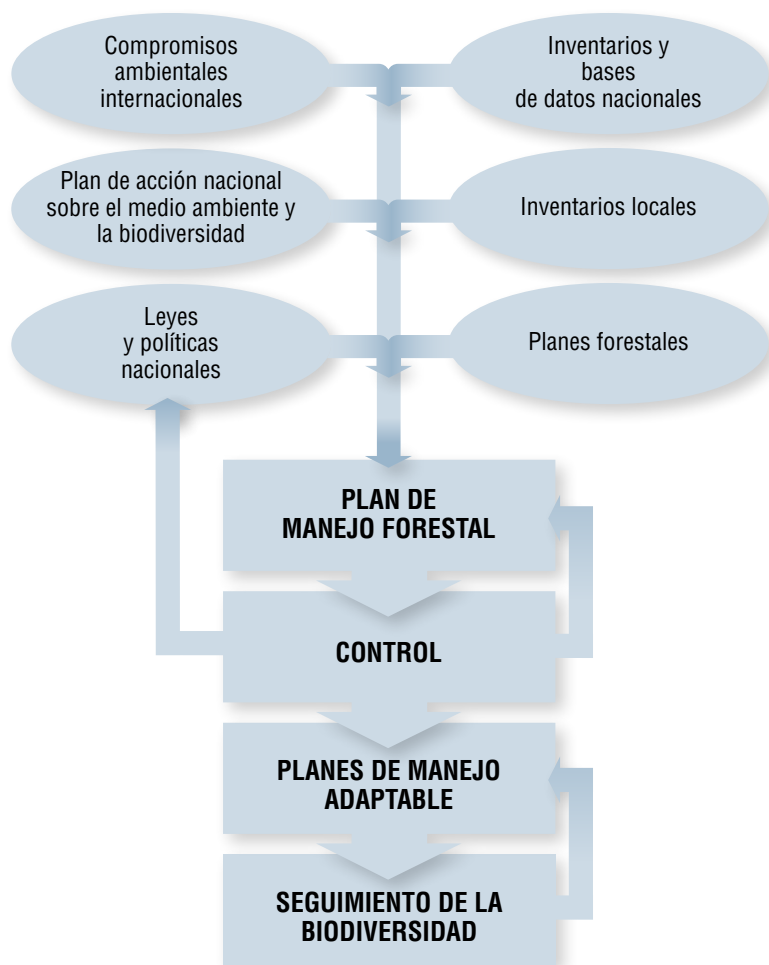 Compromisos
ambientales
internacionales
Inventarios y
bases
de datos nacionales
Plan de acción nacional
sobre el medio ambiente y
la biodiversidad
Inventarios locales
Leyes
y políticas
nacionales
Planes forestales
PLAN DE
MANEJO FORESTAL
CONTROL
PLANES DE MANEJO
ADAPTABLE
SEGUIMIENTO DE LA
BIODIVERSIDAD